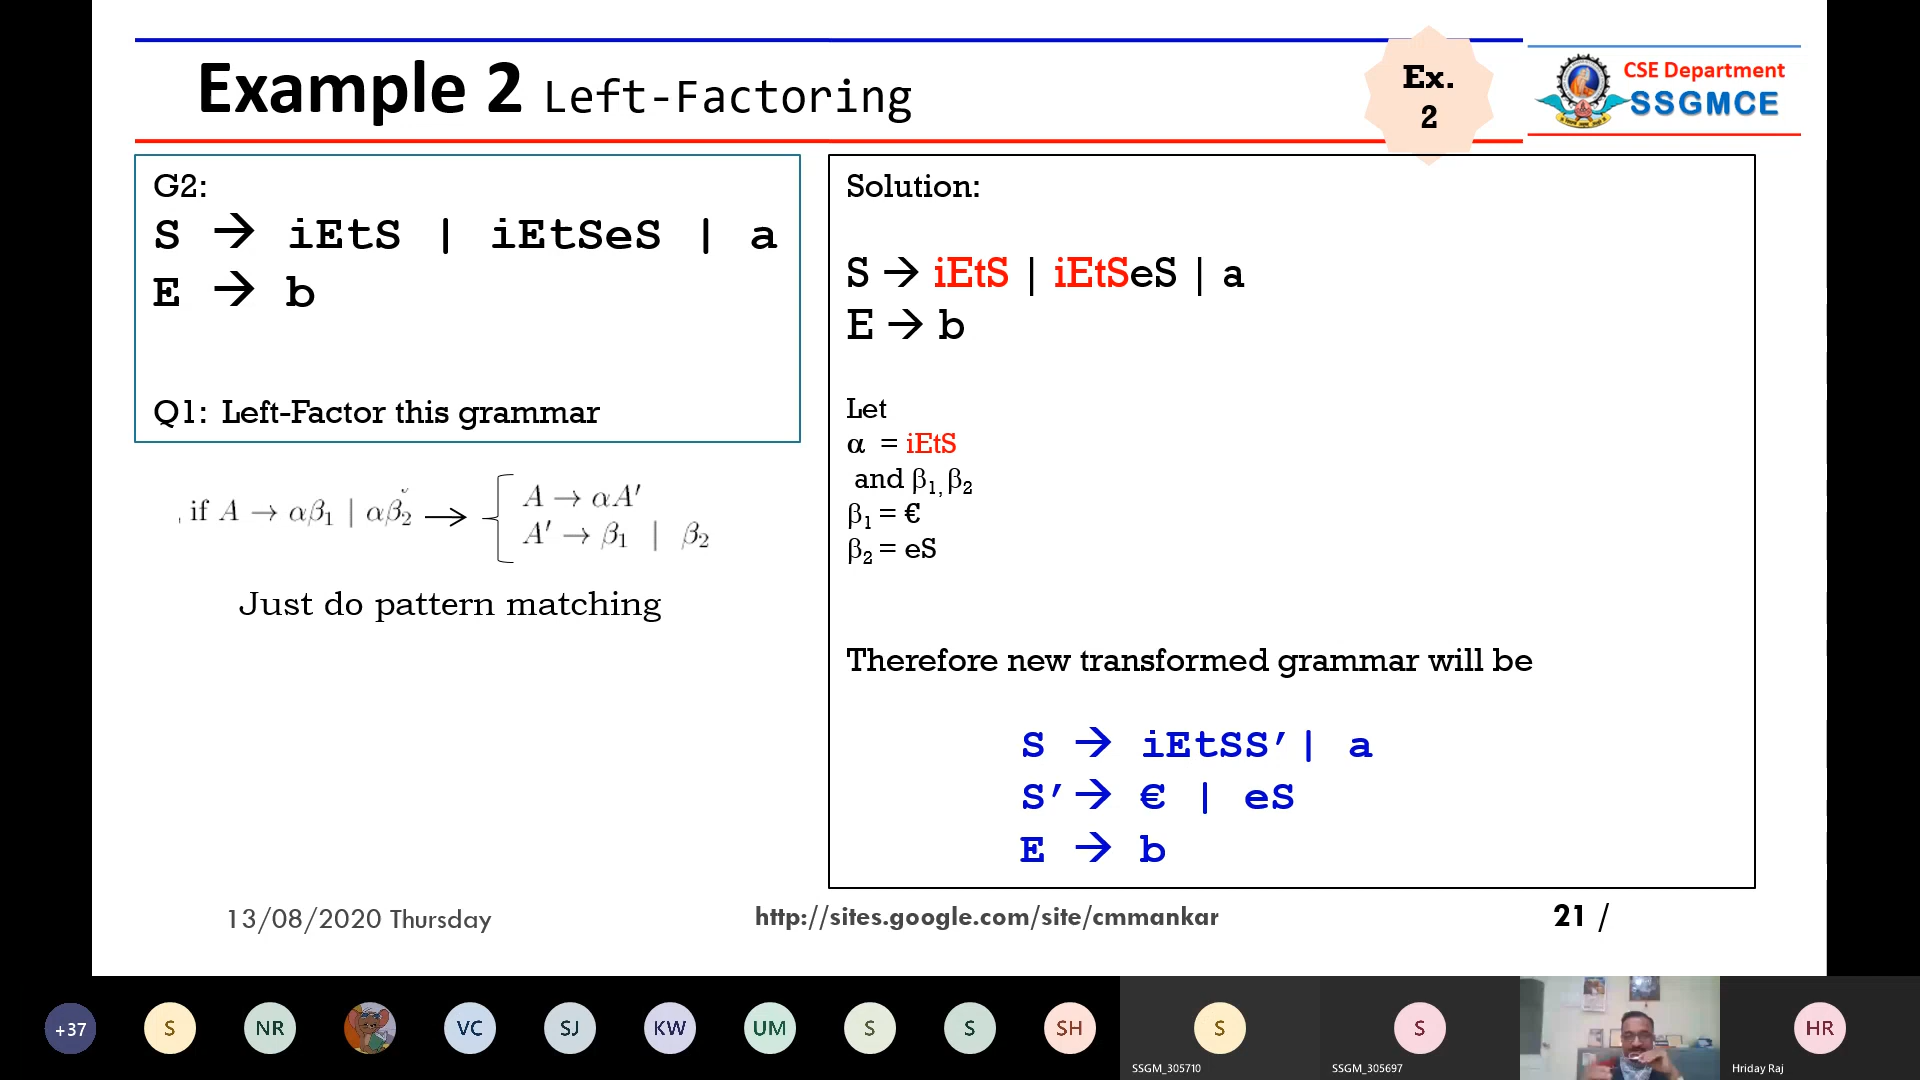 Example 2 Left-Factoring
Ex.
2
CSE Department
SSGMCE
G2:
S → iEtS | iEtSeS | a
E → b
Q1: Left-Factor this grammar
if A → αβ₁ | αβ₂ → { A → αA′
A′ → β₁ | β₂
Just do pattern matching
Solution:
S → iEtS | iEtSeS | a
E → b
Let
α = iEtS
and β₁, β₂
β₁ = €
β₂ = eS
Therefore new transformed grammar will be
S → iEtSS’| a
S’→ € | eS
E → b
13/08/2020 Thursday
http://sites.google.com/site/cmmankar
21 /
+37
S
NR
VC
SJ
KW
UM
S
S
SH
S
SSGM_305710
S
SSGM_305697
HR
Hriday Raj